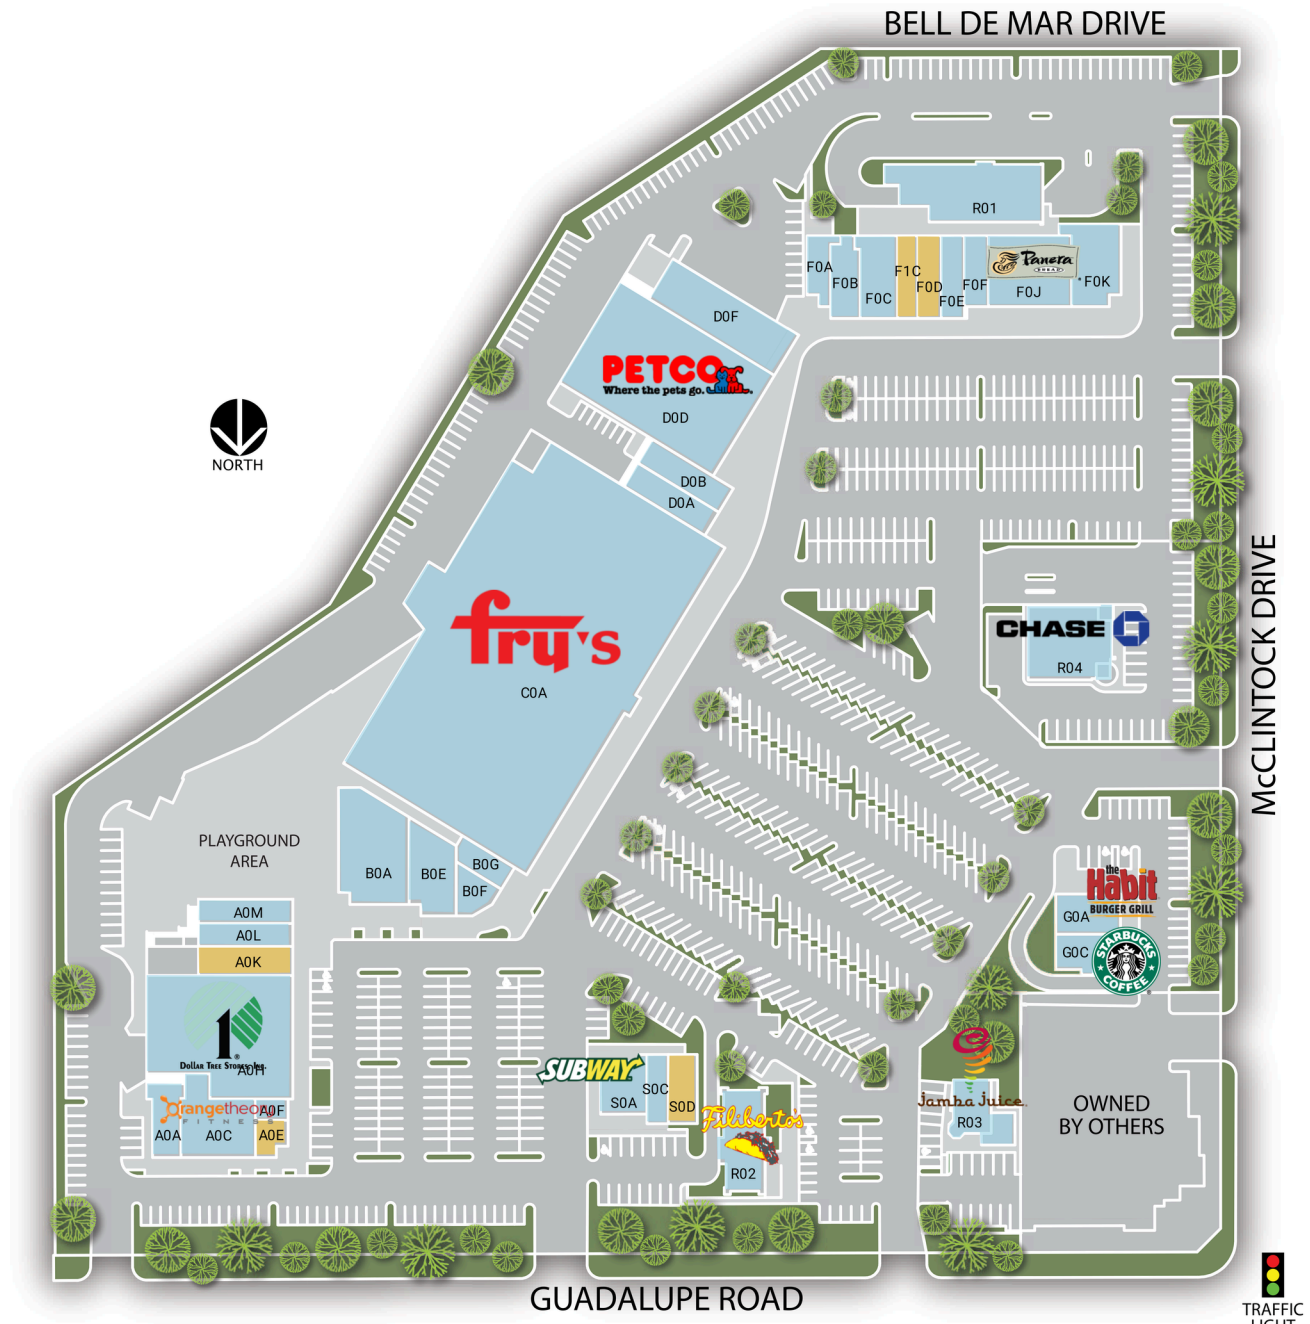 BELL DE MAR DRIVE
R01
F0A
F0B
F0C
F1C
F0D
F0E
F0F
Panera
BREAD
F0J
F0K
D0F
PETCO
Where the pets go.
D0D
D0B
D0A
NORTH
fry's
C0A
CHASE
R04
McCLINTOCK DRIVE
PLAYGROUND
AREA
B0A
B0E
B0G
B0F
the
Habit
BURGER GRILL
G0A
G0C
STARBUCKS
COFFEE
A0M
A0L
A0K
1
Dollar Tree Stores, Inc.
A0H
Orangetheory
FITNESS
A0F
A0A
A0C
A0E
SUBWAY
S0A
S0C
S0D
Filiberto's
R02
Jamba Juice
R03
OWNED
BY OTHERS
GUADALUPE ROAD
TRAFFIC
LIGHT